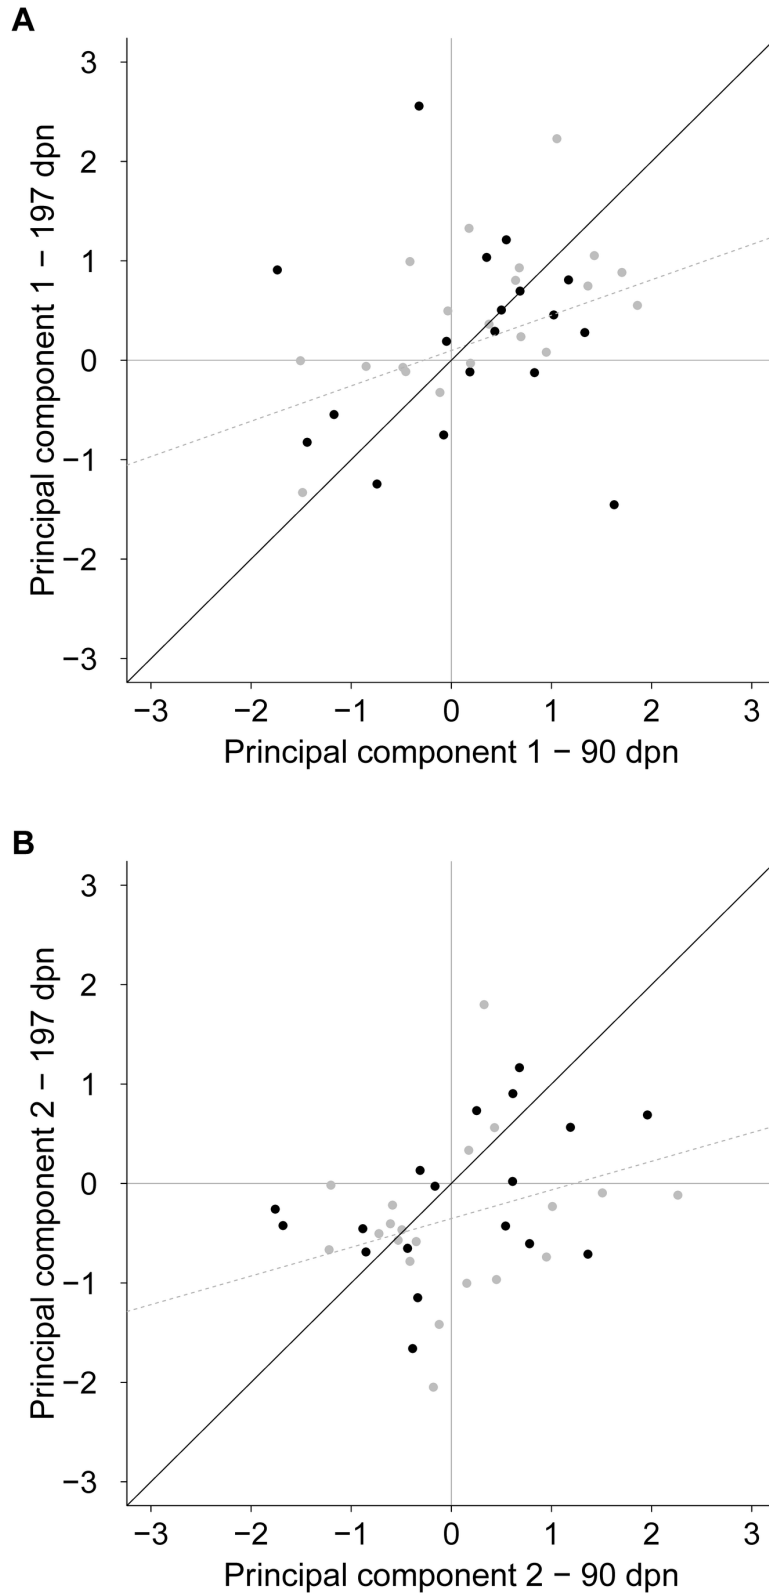 A
3
2
1
0
−1
−2
−3
Principal component 1 − 197 dpn
−3 −2 −1 0 1 2 3
Principal component 1 − 90 dpn
B
3
2
1
0
−1
−2
−3
Principal component 2 − 197 dpn
−3 −2 −1 0 1 2 3
Principal component 2 − 90 dpn